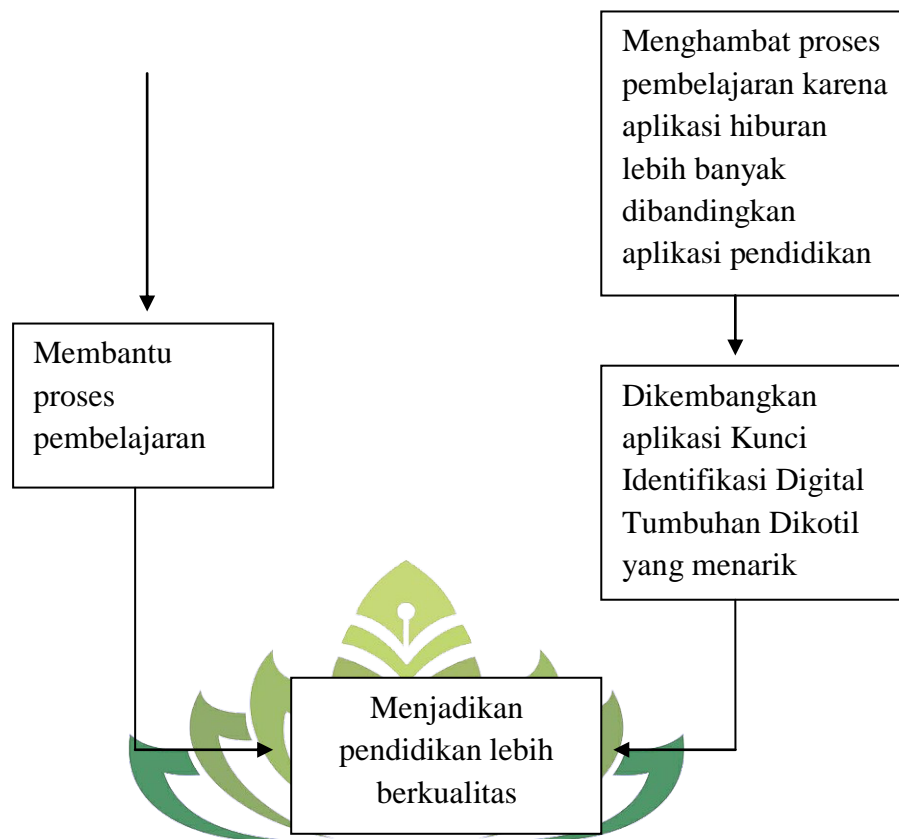 Menghambat proses
pembelajaran karena
aplikasi hiburan
lebih banyak
dibandingkan
aplikasi pendidikan
Membantu
proses
pembelajaran
Dikembangkan
aplikasi Kunci
Identifikasi Digital
Tumbuhan Dikotil
yang menarik
Menjadikan
pendidikan lebih
berkualitas